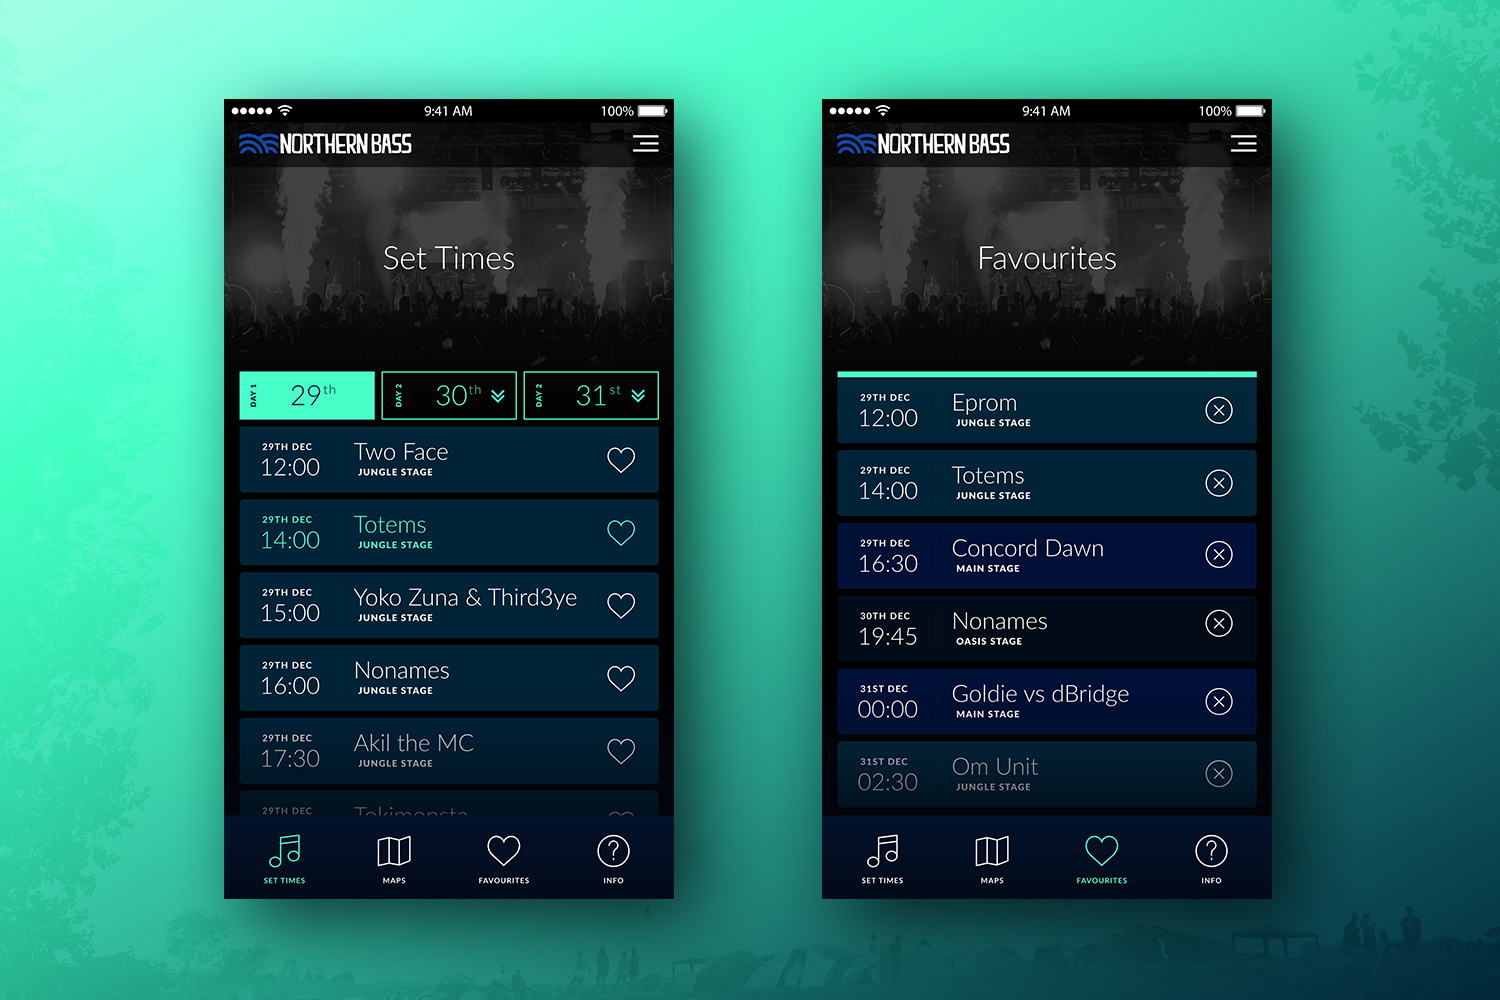 9:41 AM
100%
NORTHERN BASS
Set Times
DAY 1
29th
DAY 2
30th
DAY 2
31st
29TH DEC
12:00
Two Face
JUNGLE STAGE
29TH DEC
14:00
Totems
JUNGLE STAGE
29TH DEC
15:00
Yoko Zuna & Third3ye
JUNGLE STAGE
29TH DEC
16:00
Nonames
JUNGLE STAGE
29TH DEC
17:30
Akil the MC
JUNGLE STAGE
29TH DEC
Tokimonsta
SET TIMES
MAPS
FAVOURITES
? INFO
9:41 AM
100%
NORTHERN BASS
Favourites
29TH DEC
12:00
Eprom
JUNGLE STAGE
29TH DEC
14:00
Totems
JUNGLE STAGE
29TH DEC
16:30
Concord Dawn
MAIN STAGE
30TH DEC
19:45
Nonames
OASIS STAGE
31ST DEC
00:00
Goldie vs dBridge
MAIN STAGE
31ST DEC
02:30
Om Unit
JUNGLE STAGE
SET TIMES
MAPS
FAVOURITES
? INFO